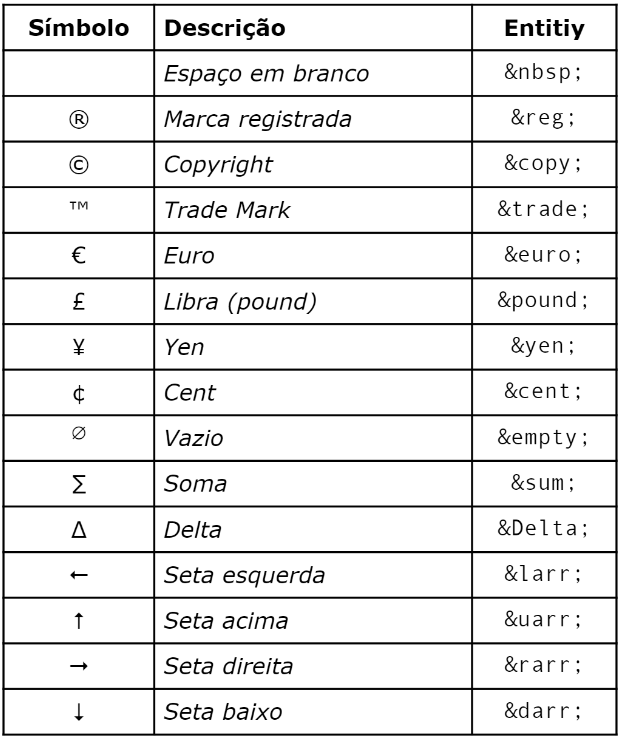 Símbolo Descrição Entitiy
Espaço em branco &nbsp;
® Marca registrada &reg;
© Copyright &copy;
™ Trade Mark &trade;
€ Euro &euro;
£ Libra (pound) &pound;
¥ Yen &yen;
¢ Cent &cent;
∅ Vazio &empty;
∑ Soma &sum;
Δ Delta &Delta;
← Seta esquerda &larr;
↑ Seta acima &uarr;
→ Seta direita &rarr;
↓ Seta baixo &darr;